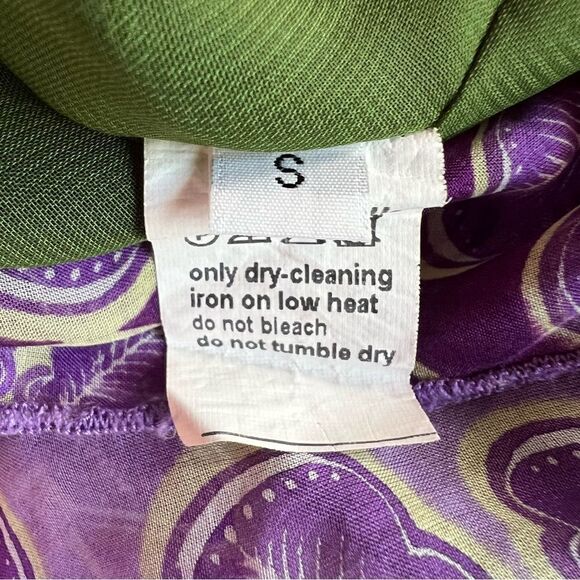 S
only dry-cleaning
iron on low heat
do not bleach
do not tumble dry